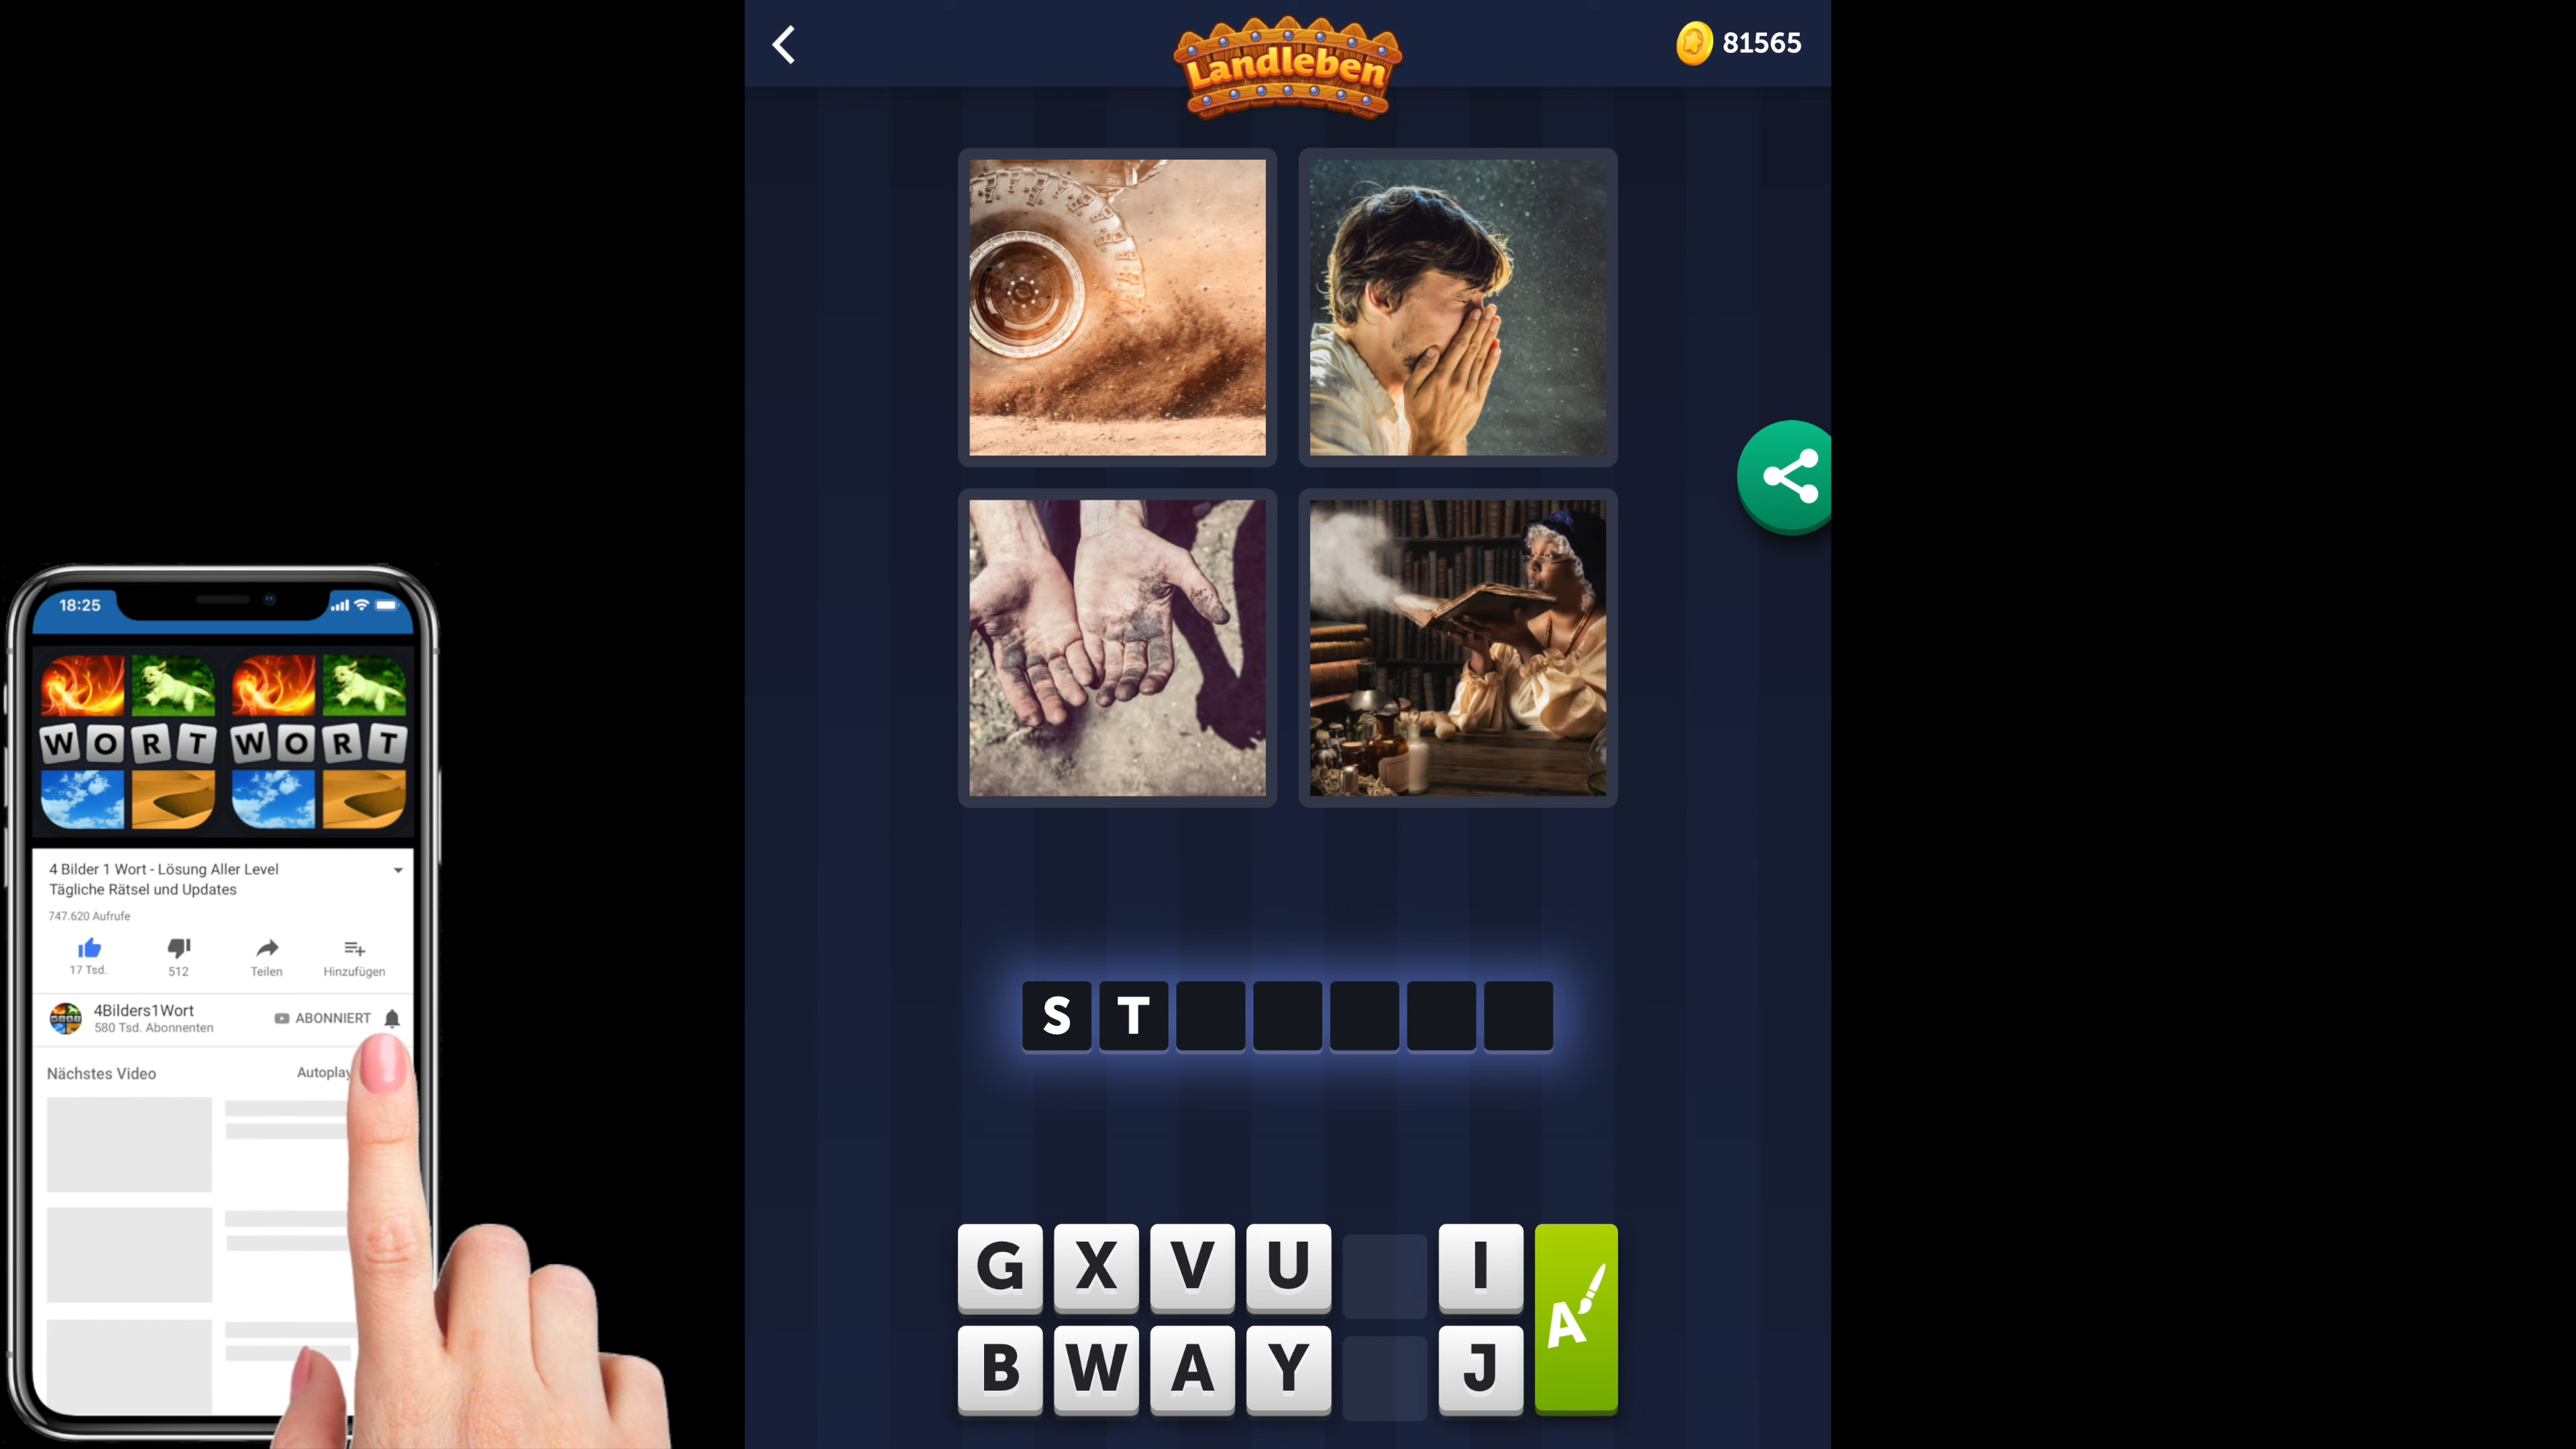 Landleben
81565
18:25
WORT WORT
4 Bilder 1 Wort - Lösung Aller Level
Tägliche Rätsel und Updates
747.620 Aufrufe
17 Tsd. 512 Teilen Hinzufügen
4Bilders1Wort
ABONNIERT
580 Tsd. Abonnenten
Nächstes Video Autoplay
S T
G X V U I
A
B W A Y J